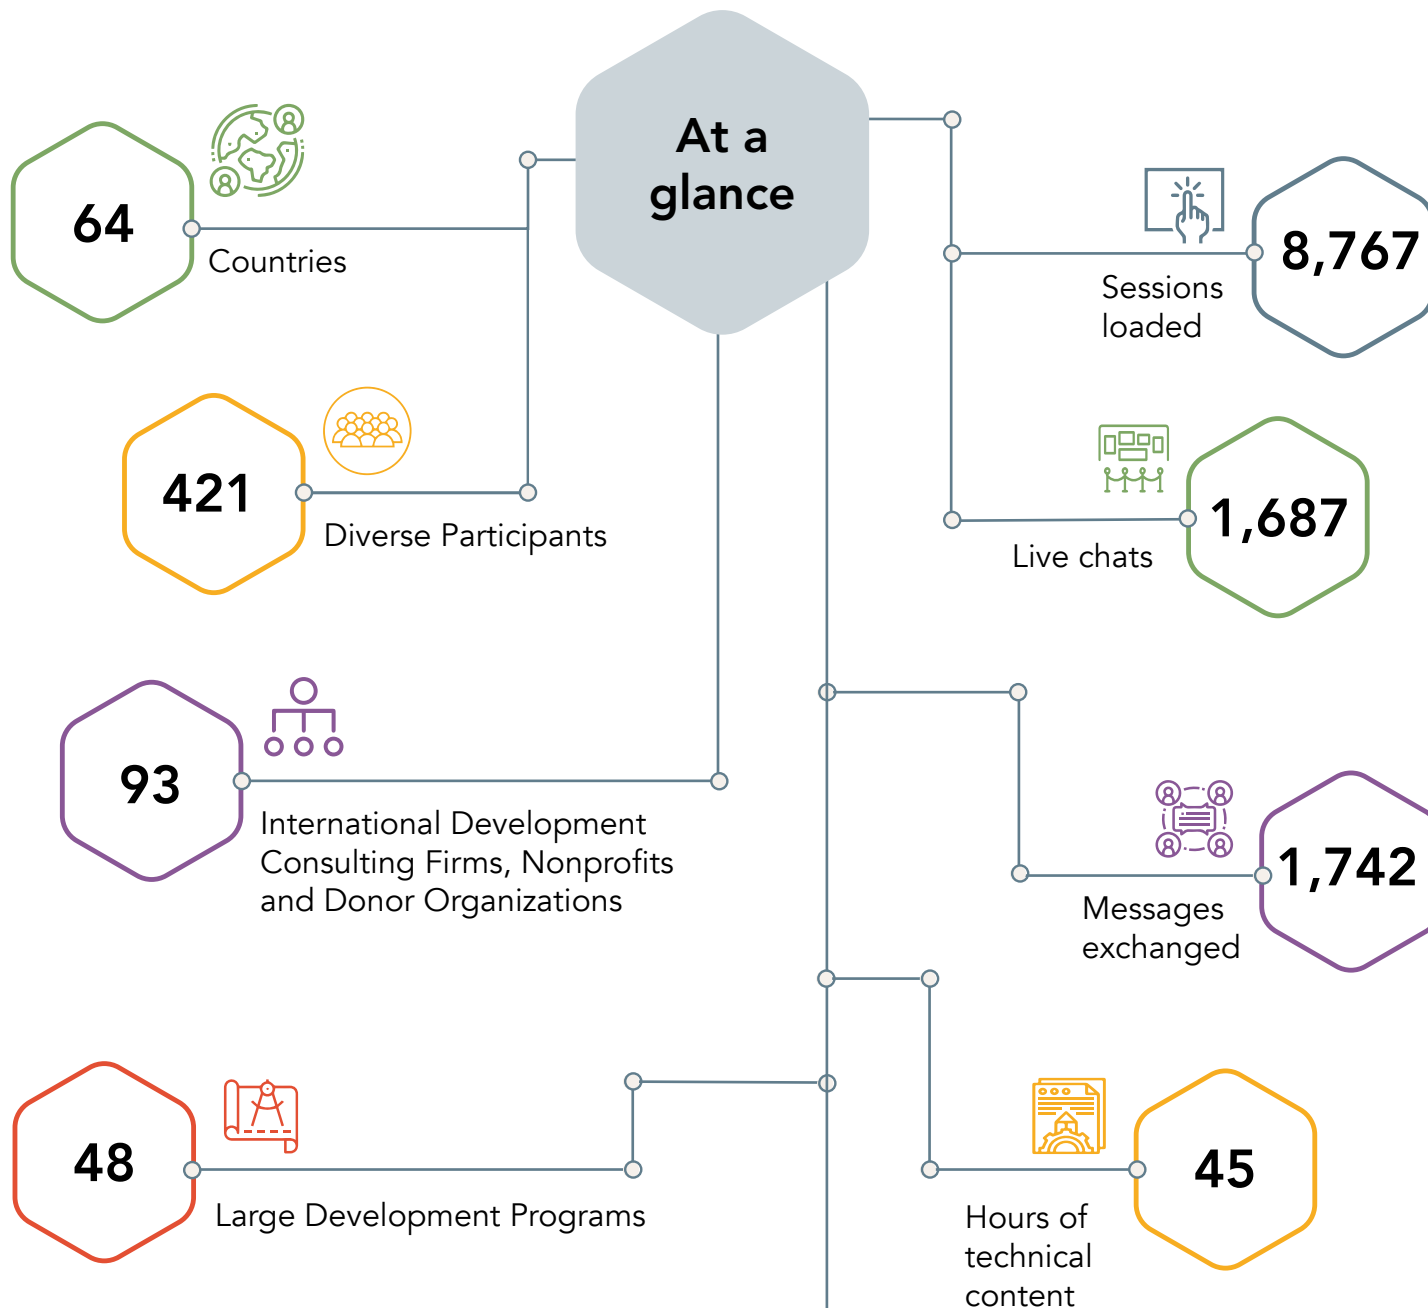 At a
glance
64
Countries
421
Diverse Participants
93
International Development
Consulting Firms, Nonprofits
and Donor Organizations
48
Large Development Programs
8,767
Sessions
loaded
1,687
Live chats
1,742
Messages
exchanged
45
Hours of
technical
content